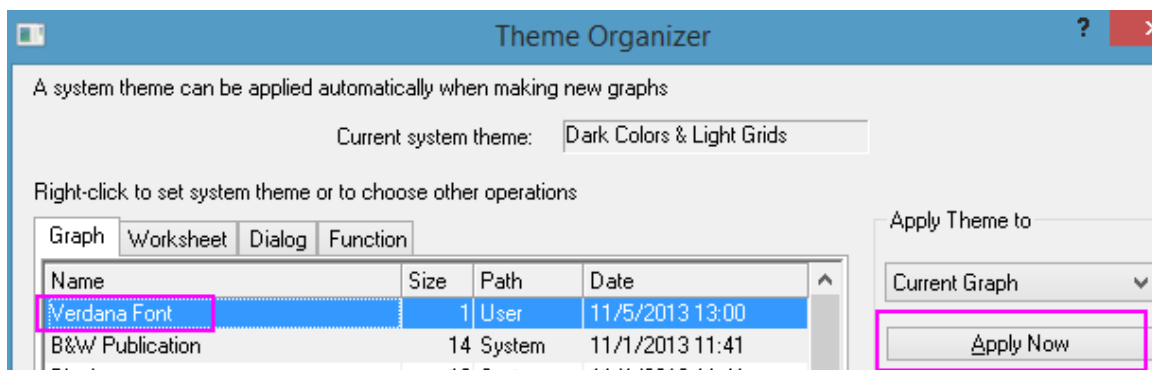 Theme Organizer ?
A system theme can be applied automatically when making new graphs
Current system theme: Dark Colors & Light Grids
Right-click to set system theme or to choose other operations
Graph Worksheet Dialog Function
Apply Theme to
Name Size Path Date
Current Graph
Verdana Font 1 User 11/5/2013 13:00
B&W Publication 14 System 11/1/2013 11:41
Apply Now